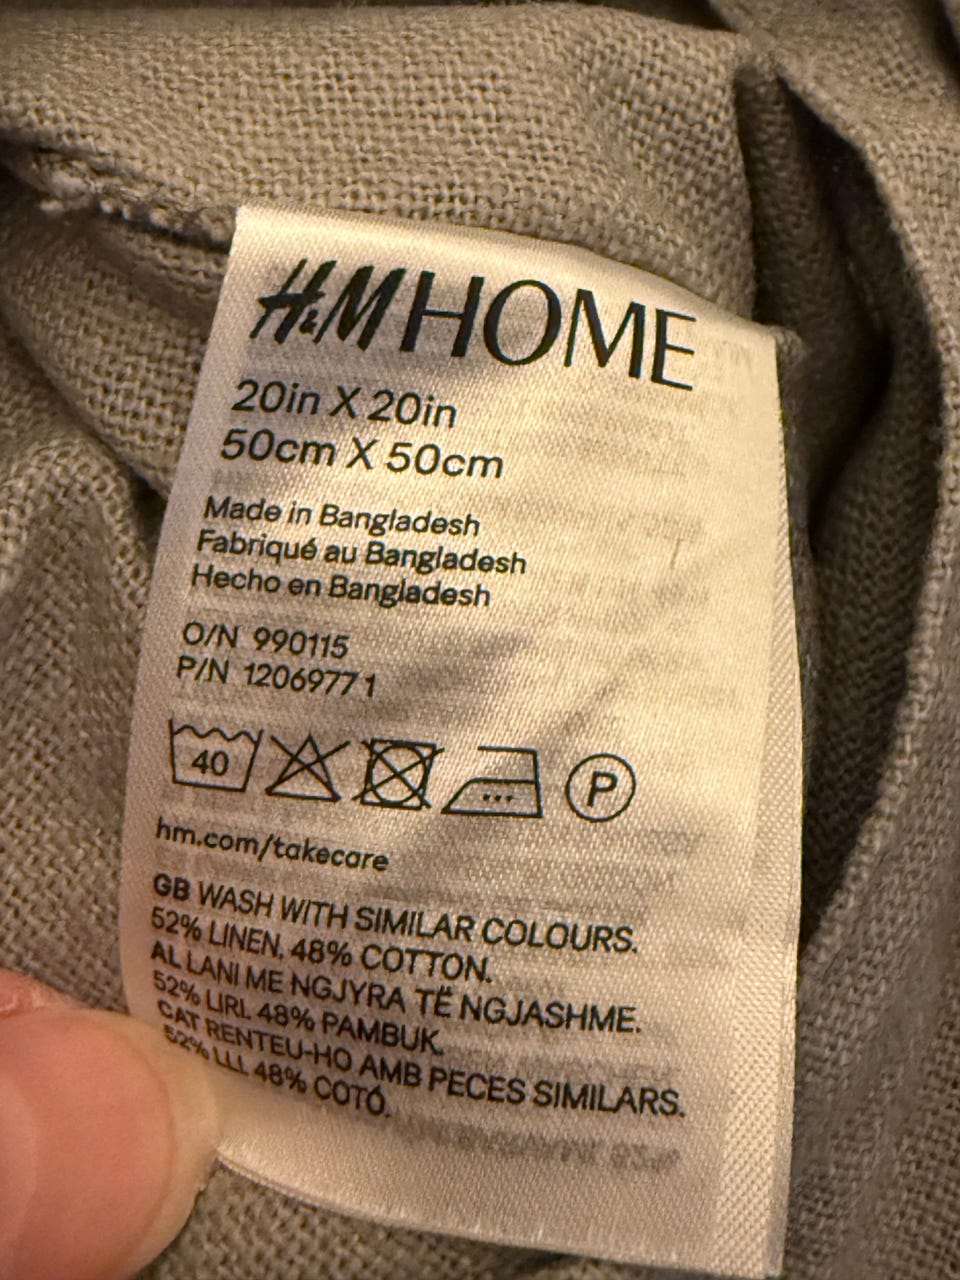 H&M HOME
20in X 20in
50cm X 50cm
Made in Bangladesh
Fabriqué au Bangladesh
Hecho en Bangladesh
O/N 990115
P/N 12069771
40 P
hm.com/takecare
GB WASH WITH SIMILAR COLOURS.
52% LINEN, 48% COTTON.
AL LANI ME NGJYRA TË NGJASHME.
52% LIRI, 48% PAMBUK.
CAT RENTEU-HO AMB PECES SIMILARS.
52% LLI, 48% COTÓ.